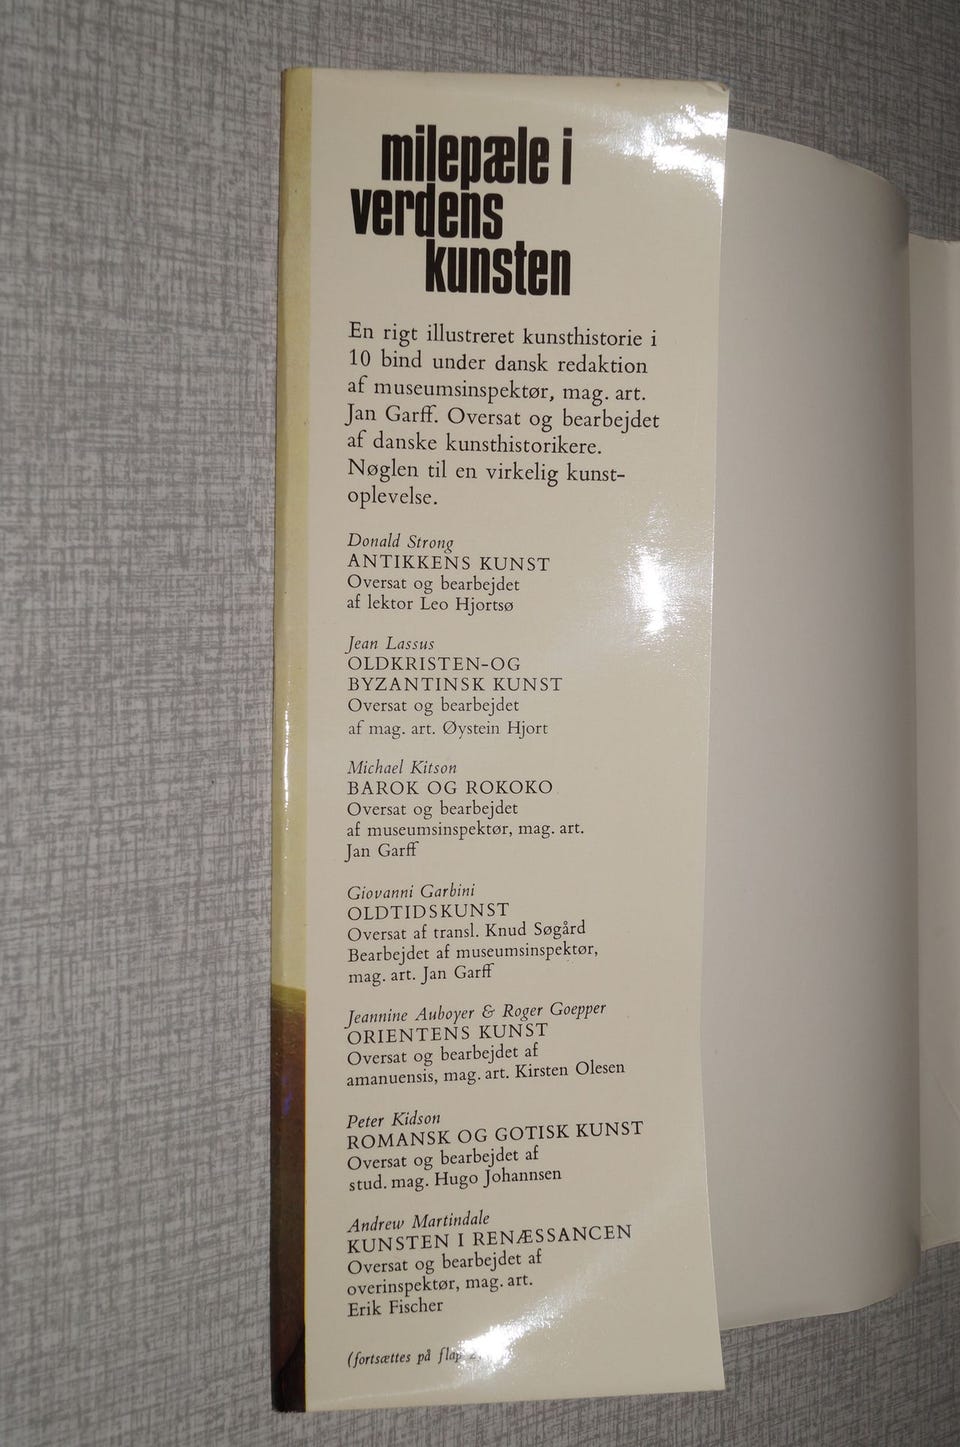 milepæle i
verdens
kunsten
En rigt illustreret kunsthistorie i
10 bind under dansk redaktion
af museumsinspektør, mag. art.
Jan Garff. Oversat og bearbejdet
af danske kunsthistorikere.
Nøglen til en virkelig kunst-
oplevelse.
Donald Strong
ANTIKKENS KUNST
Oversat og bearbejdet
af lektor Leo Hjortsø
Jean Lassus
OLDKRISTEN-OG
BYZANTINSK KUNST
Oversat og bearbejdet
af mag. art. Øystein Hjort
Michael Kitson
BAROK OG ROKOKO
Oversat og bearbejdet
af museumsinspektør, mag. art.
Jan Garff
Giovanni Garbini
OLDTIDSKUNST
Oversat af transl. Knud Søgård
Bearbejdet af museumsinspektør,
mag. art. Jan Garff
Jeannine Auboyer & Roger Goepper
ORIENTENS KUNST
Oversat og bearbejdet af
amanuensis, mag. art. Kirsten Olesen
Peter Kidson
ROMANSK OG GOTISK KUNST
Oversat og bearbejdet af
stud. mag. Hugo Johannsen
Andrew Martindale
KUNSTEN I RENÆSSANCEN
Oversat og bearbejdet af
overinspektør, mag. art.
Erik Fischer
(fortsættes på flap